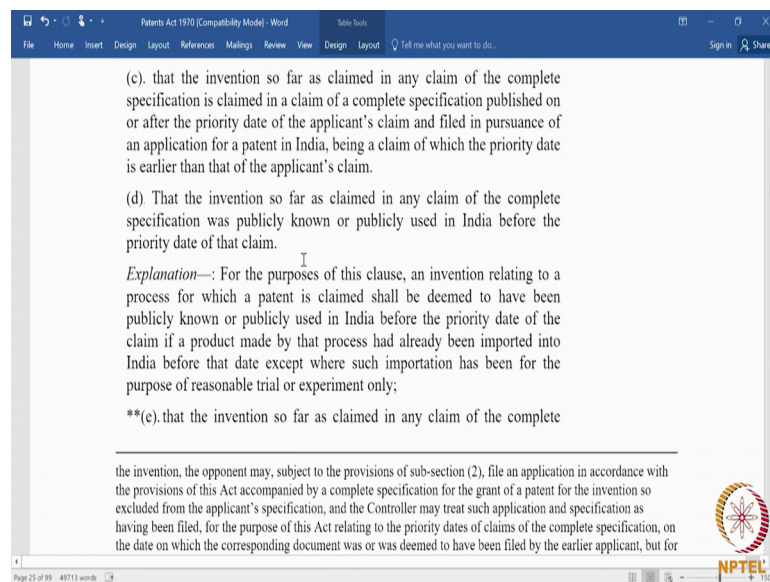 Patents Act 1970 [Compatibility Mode] - Word
Table Tools
File Home Insert Design Layout References Mailings Review View Design Layout Tell me what you want to do... Sign in Share
(c). that the invention so far as claimed in any claim of the complete
specification is claimed in a claim of a complete specification published on
or after the priority date of the applicant's claim and filed in pursuance of
an application for a patent in India, being a claim of which the priority date
is earlier than that of the applicant's claim.
(d). That the invention so far as claimed in any claim of the complete
specification was publicly known or publicly used in India before the
priority date of that claim.
Explanation—: For the purposes of this clause, an invention relating to a
process for which a patent is claimed shall be deemed to have been
publicly known or publicly used in India before the priority date of the
claim if a product made by that process had already been imported into
India before that date except where such importation has been for the
purpose of reasonable trial or experiment only;
**(e). that the invention so far as claimed in any claim of the complete
the invention, the opponent may, subject to the provisions of sub-section (2), file an application in accordance with
the provisions of this Act accompanied by a complete specification for the grant of a patent for the invention so
excluded from the applicant's specification, and the Controller may treat such application and specification as
having been filed, for the purpose of this Act relating to the priority dates of claims of the complete specification, on
the date on which the corresponding document was or was deemed to have been filed by the earlier applicant, but for
NPTEL
Page 25 of 99 49713 words